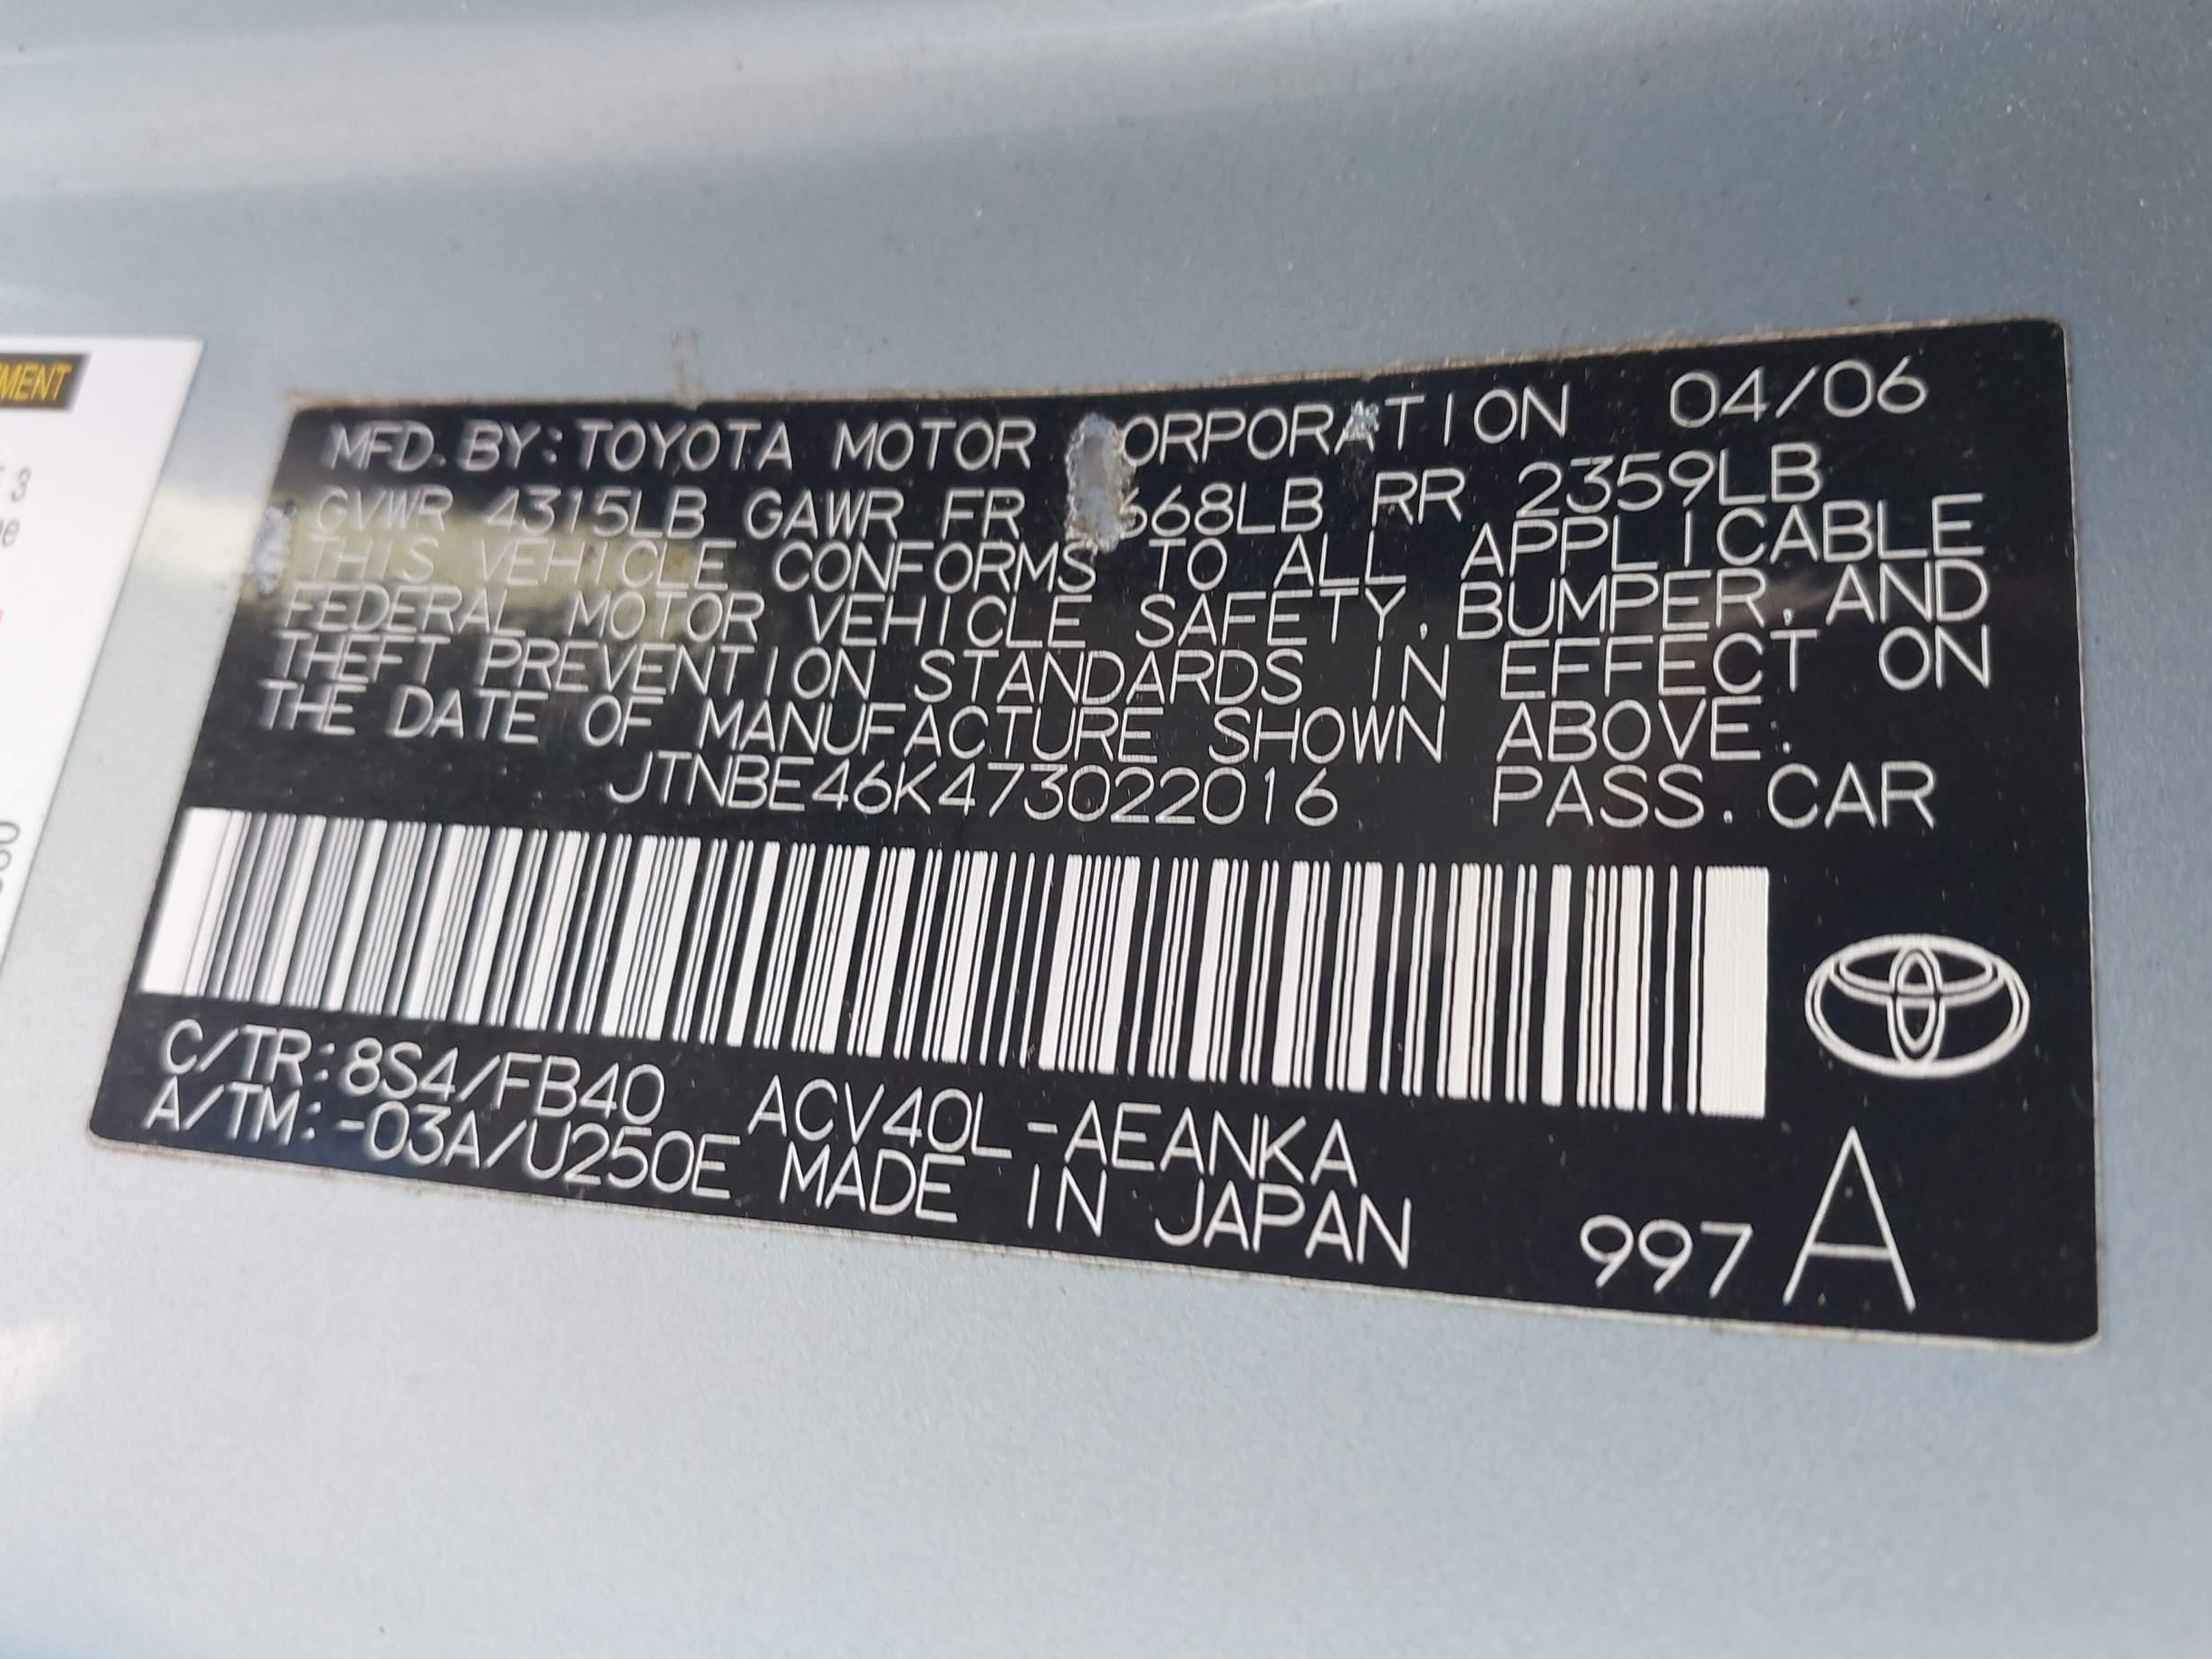 MENT
MFD. BY: TOYOTA MOTOR ORPORATION 04/06
GVWR 4315LB GAWR FR 668LB RR 2359LB
THIS VEHICLE CONFORMS TO ALL APPLICABLE
FEDERAL MOTOR VEHICLE SAFETY, BUMPER, AND
THEFT PREVENTION STANDARDS IN EFFECT ON
THE DATE OF MANUFACTURE SHOWN ABOVE.
JTNBE46K473022016 PASS. CAR
C/TR: 8S4/FB40 ACV40L-AEANKA
A/TM: -03A/U250E MADE IN JAPAN
997 A